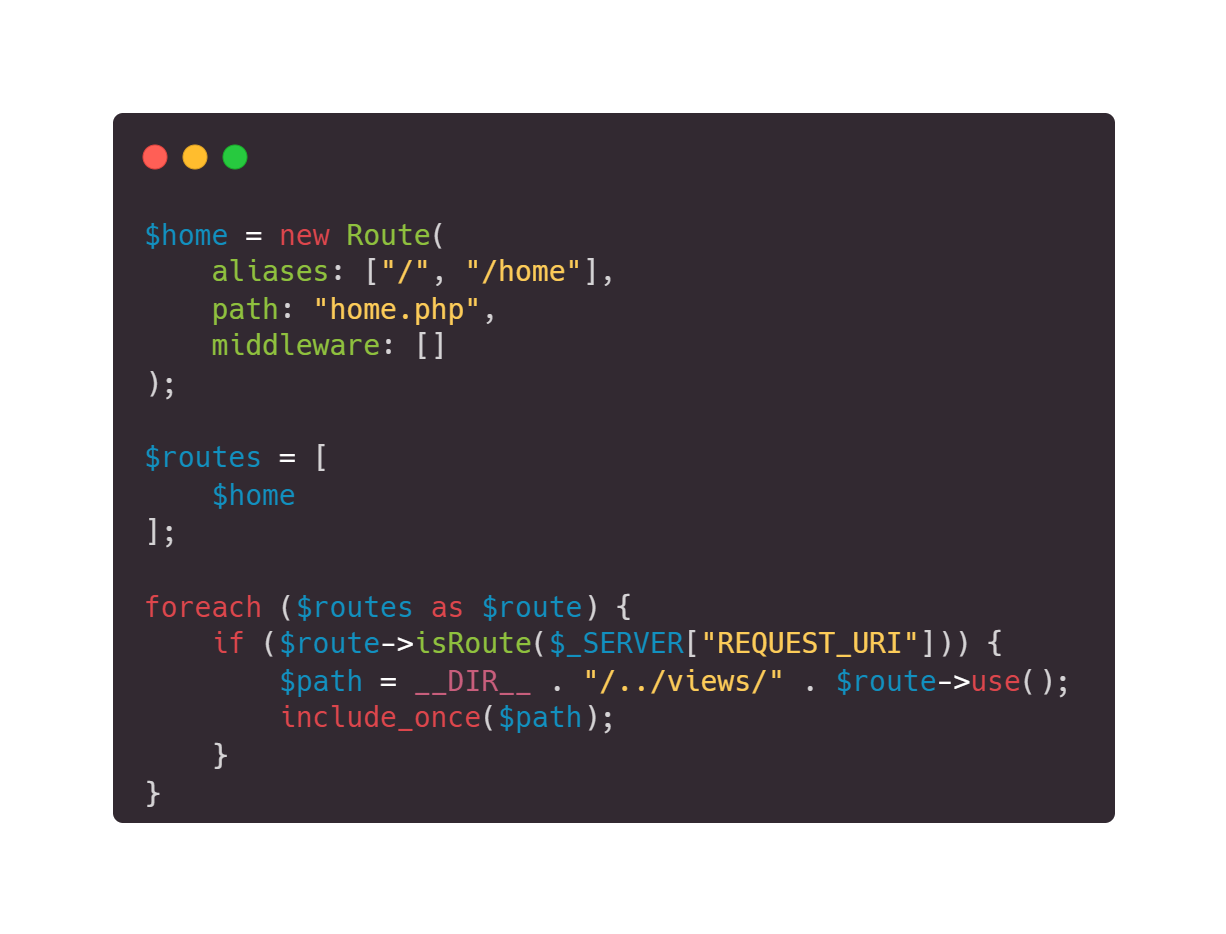 $home = new Route(
    aliases: ["/", "/home"],
    path: "home.php",
    middleware: []
);

$routes = [
    $home
];

foreach ($routes as $route) {
    if ($route->isRoute($_SERVER["REQUEST_URI"])) {
        $path = __DIR__ . "/../views/" . $route->use();
        include_once($path);
    }
}